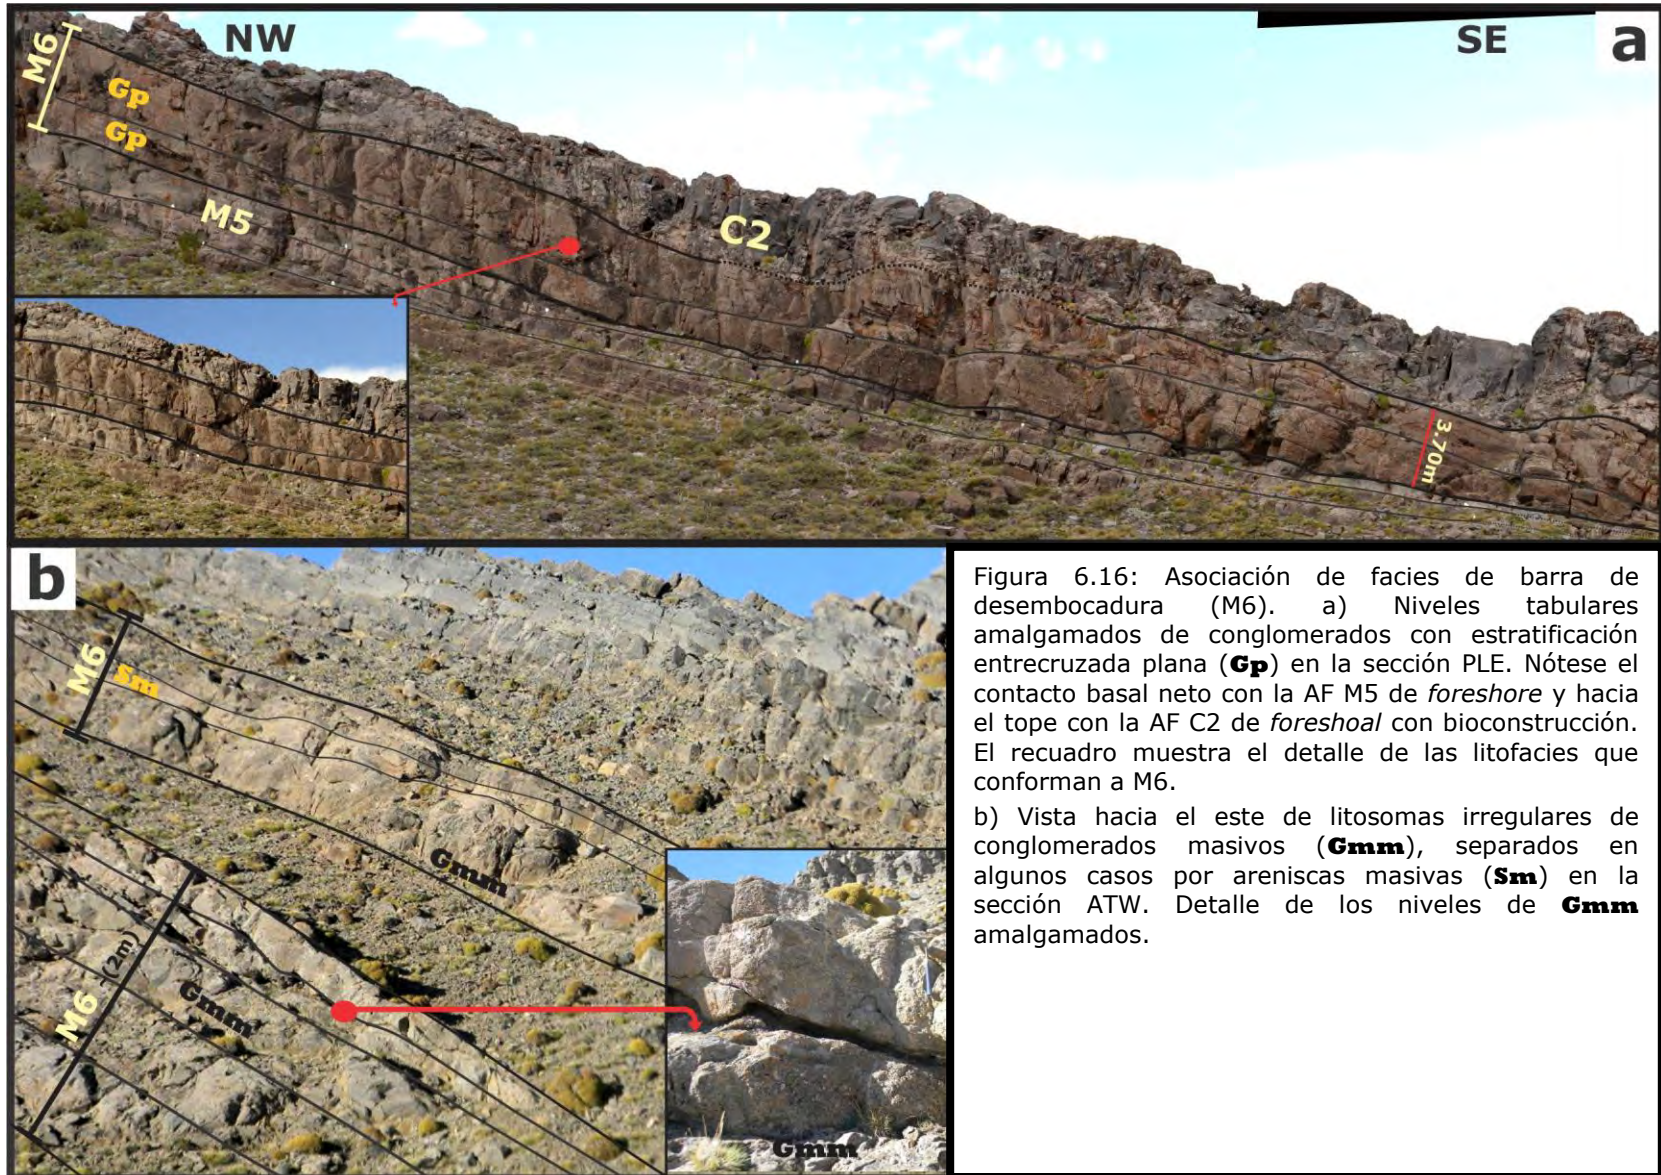 NW
SE
a
M6
Gp
Gp
M5
C2
3.70m
b
M6
Sm
Gmm
M6 (2m)
Gmm
Gmm
Figura 6.16: Asociación de facies de barra de
desembocadura (M6). a) Niveles tabulares
amalgamados de conglomerados con estratificación
entrecruzada plana (Gp) en la sección PLE. Nótese el
contacto basal neto con la AF M5 de foreshore y hacia
el tope con la AF C2 de foreshoal con bioconstrucción.
El recuadro muestra el detalle de las litofacies que
conforman a M6.
b) Vista hacia el este de litosomas irregulares de
conglomerados masivos (Gmm), separados en
algunos casos por areniscas masivas (Sm) en la
sección ATW. Detalle de los niveles de Gmm
amalgamados.